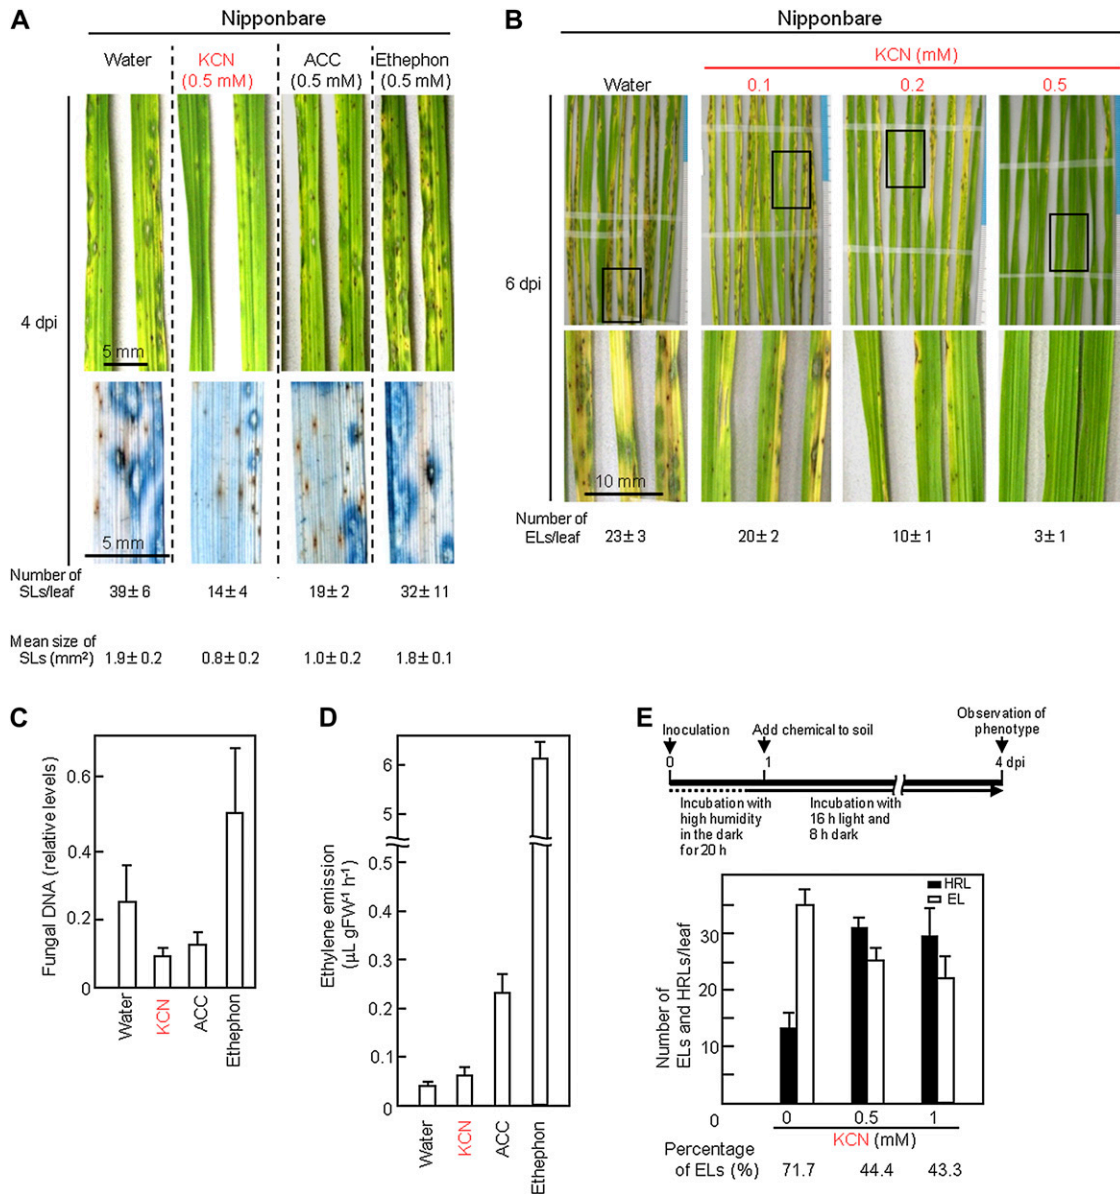 A
Nipponbare
Water
KCN
(0.5 mM)
ACC
(0.5 mM)
Ethephon
(0.5 mM)
4 dpi
5 mm
5 mm
Number of
SLs/leaf
39± 6
14± 4
19± 2
32± 11
Mean size of
SLs (mm²)
1.9± 0.2
0.8± 0.2
1.0± 0.2
1.8± 0.1
B
Nipponbare
KCN (mM)
Water
0.1
0.2
0.5
6 dpi
10 mm
Number of
ELs/leaf
23± 3
20± 2
10± 1
3± 1
C
Fungal DNA (relative levels)
0.6
0.4
0.2
0
Water
KCN
ACC
Ethephon
D
Ethylene emission
(μL gFW⁻¹ h⁻¹)
6
5
0.5
0.4
0.3
0.2
0.1
0
Water
KCN
ACC
Ethephon
E
Inoculation
Add chemical to soil
Observation of
phenotype
0
1
4 dpi
Incubation with
high humidity
in the dark
for 20 h
Incubation with
16 h light and
8 h dark
Number of
ELs and HRLs/leaf
30
20
10
0
HRL
EL
0
0.5
1
KCN (mM)
Percentage
of ELs (%)
71.7
44.4
43.3